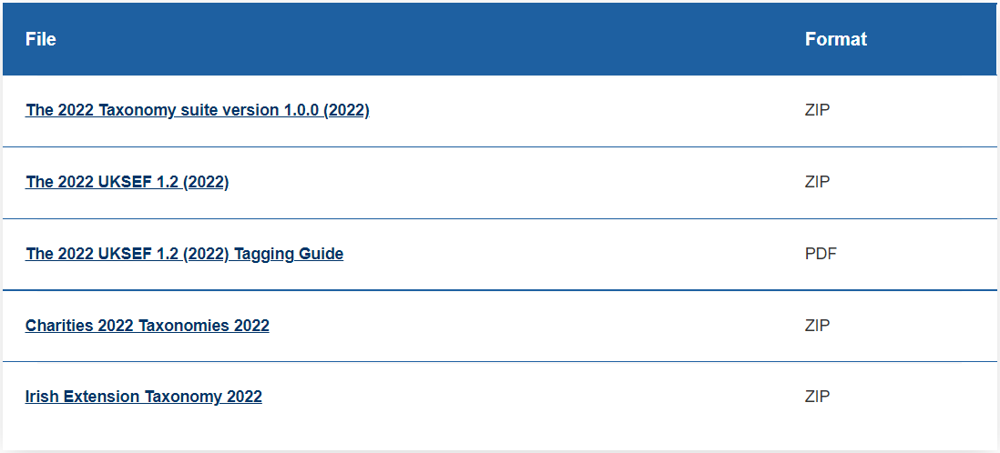 File Format
The 2022 Taxonomy suite version 1.0.0 (2022) ZIP
The 2022 UKSEF 1.2 (2022) ZIP
The 2022 UKSEF 1.2 (2022) Tagging Guide PDF
Charities 2022 Taxonomies 2022 ZIP
Irish Extension Taxonomy 2022 ZIP